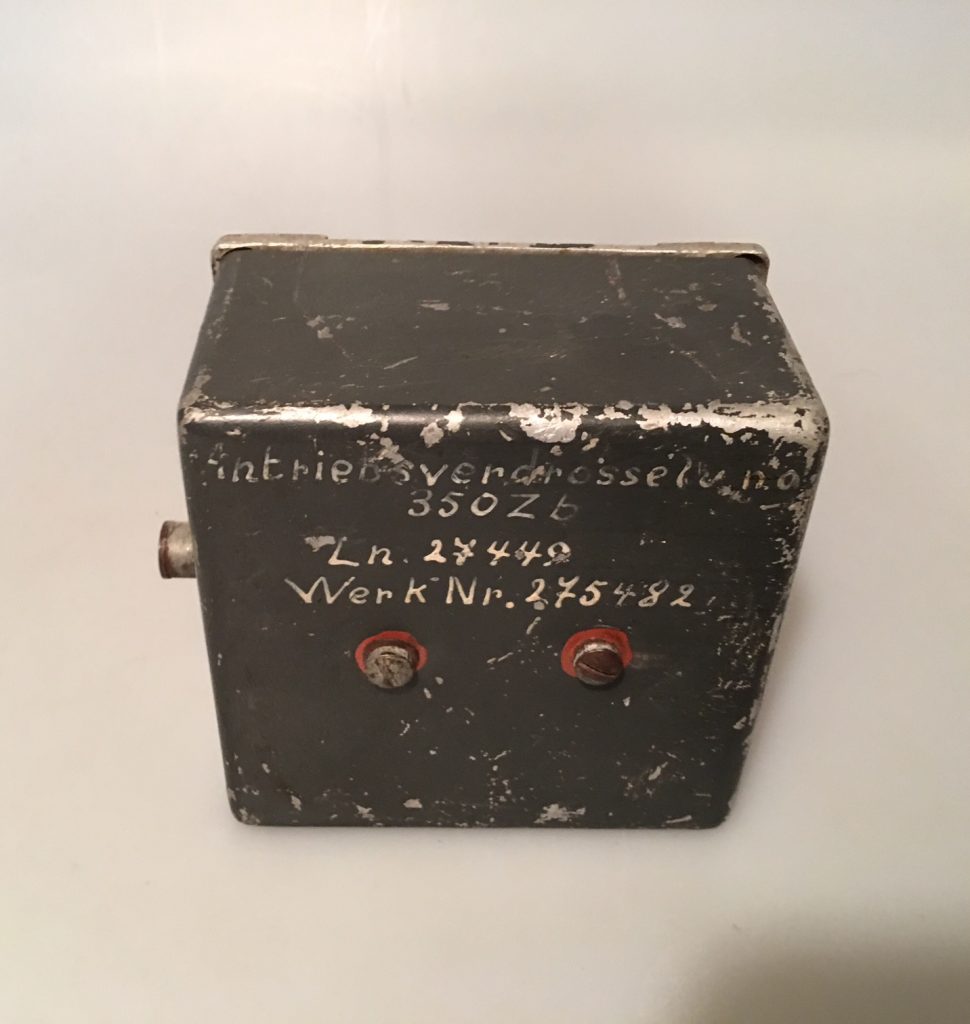 Antriebsverdrosselung
350Zb
Ln. 27449
Werk Nr. 275482